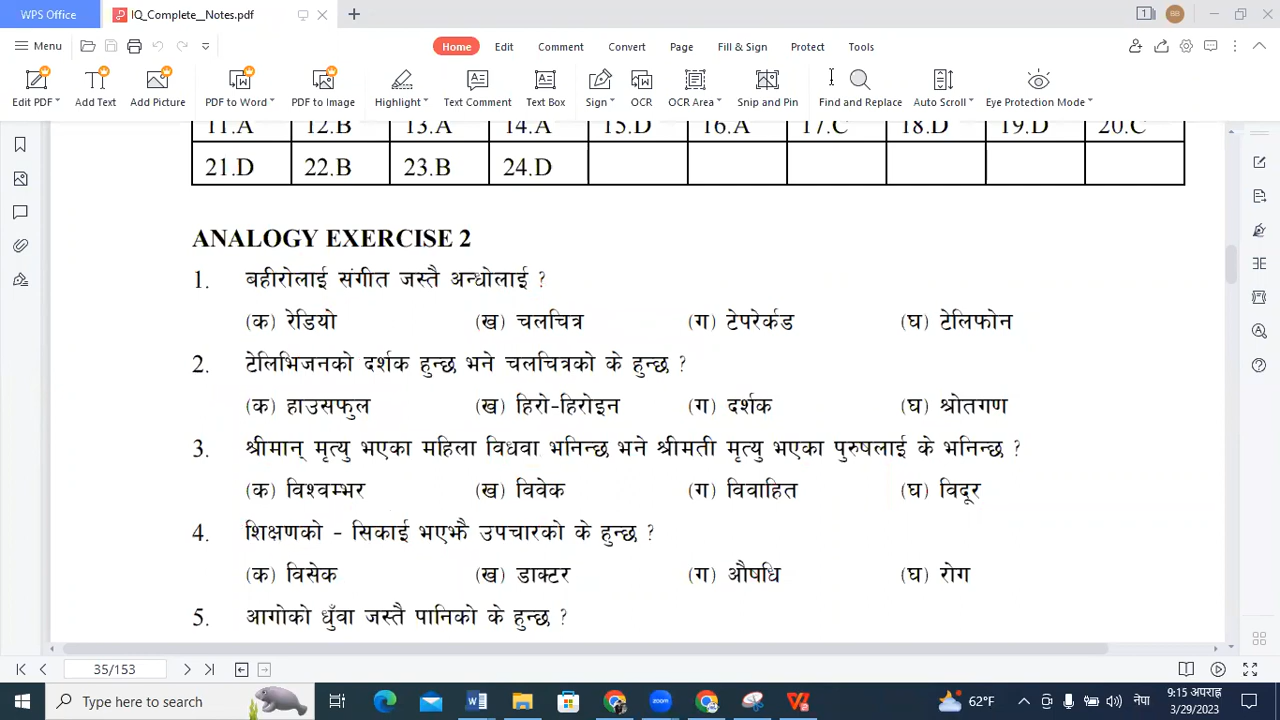 WPS Office IQ_Complete_Notes.pdf 1 BB
Menu Home Edit Comment Convert Page Fill & Sign Protect Tools
Edit PDF Add Text Add Picture PDF to Word PDF to Image Highlight Text Comment Text Box Sign OCR OCR Area Snip and Pin Find and Replace Auto Scroll Eye Protection Mode
11.A 12.B 13.A 14.A 15.D 16.A 17.C 18.D 19.D 20.C
21.D 22.B 23.B 24.D
ANALOGY EXERCISE 2
1. बहीरोलाई संगीत जस्तै अन्धोलाई ?
(क) रेडियो (ख) चलचित्र (ग) टेपरेर्कड (घ) टेलिफोन
2. टेलिभिजनको दर्शक हुन्छ भने चलचित्रको के हुन्छ ?
(क) हाउसफुल (ख) हिरो-हिरोइन (ग) दर्शक (घ) श्रोतगण
3. श्रीमान् मृत्यु भएका महिला विधवा भनिन्छ भने श्रीमती मृत्यु भएका पुरुषलाई के भनिन्छ ?
(क) विश्वम्भर (ख) विवेक (ग) विवाहित (घ) विदूर
4. शिक्षणको - सिकाई भएझै उपचारको के हुन्छ ?
(क) विसेक (ख) डाक्टर (ग) औषधि (घ) रोग
5. आगोको धुँवा जस्तै पानिको के हुन्छ ?
35/153
Type here to search 62°F नेपा 9:15 अपराह्न
3/29/2023